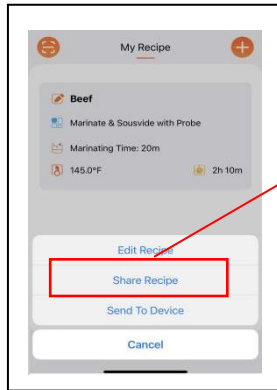 My Recipe
Beef
Marinate & Sousvide with Probe
Marinating Time: 20m
145.0°F 2h 10m
Edit Recipe
Share Recipe
Send To Device
Cancel